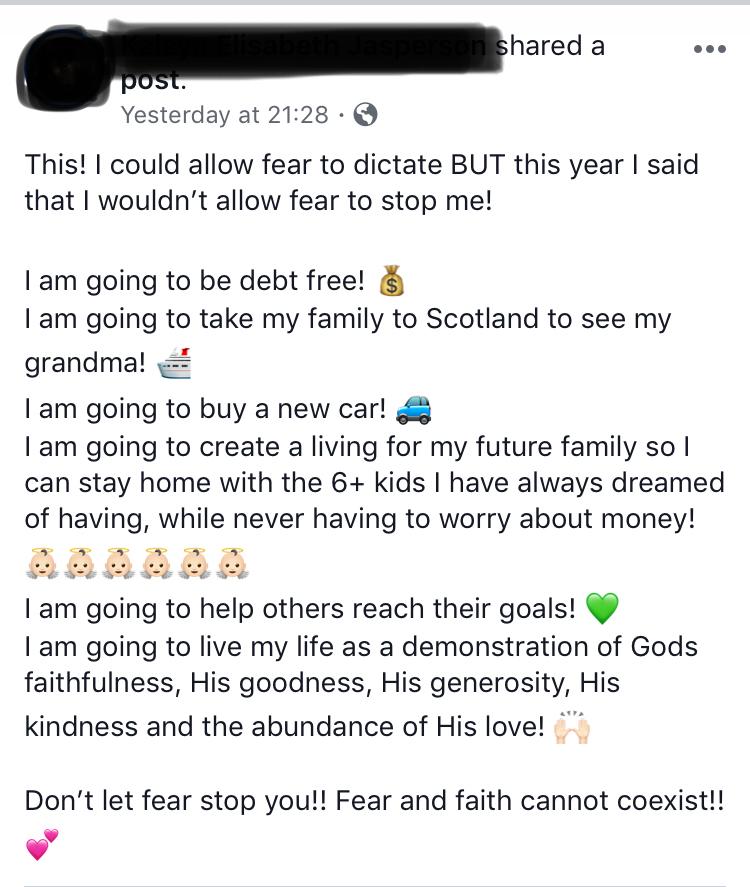 shared a
post.
Yesterday at 21:28 ·
This! I could allow fear to dictate BUT this year I said
that I wouldn’t allow fear to stop me!
I am going to be debt free! 💰
I am going to take my family to Scotland to see my
grandma! 🛳
I am going to buy a new car! 🚙
I am going to create a living for my future family so I
can stay home with the 6+ kids I have always dreamed
of having, while never having to worry about money!
👼🏻👼🏻👼🏻👼🏻👼🏻👼🏻
I am going to help others reach their goals! 💚
I am going to live my life as a demonstration of Gods
faithfulness, His goodness, His generosity, His
kindness and the abundance of His love! 🙌🏻
Don’t let fear stop you!! Fear and faith cannot coexist!!
💕